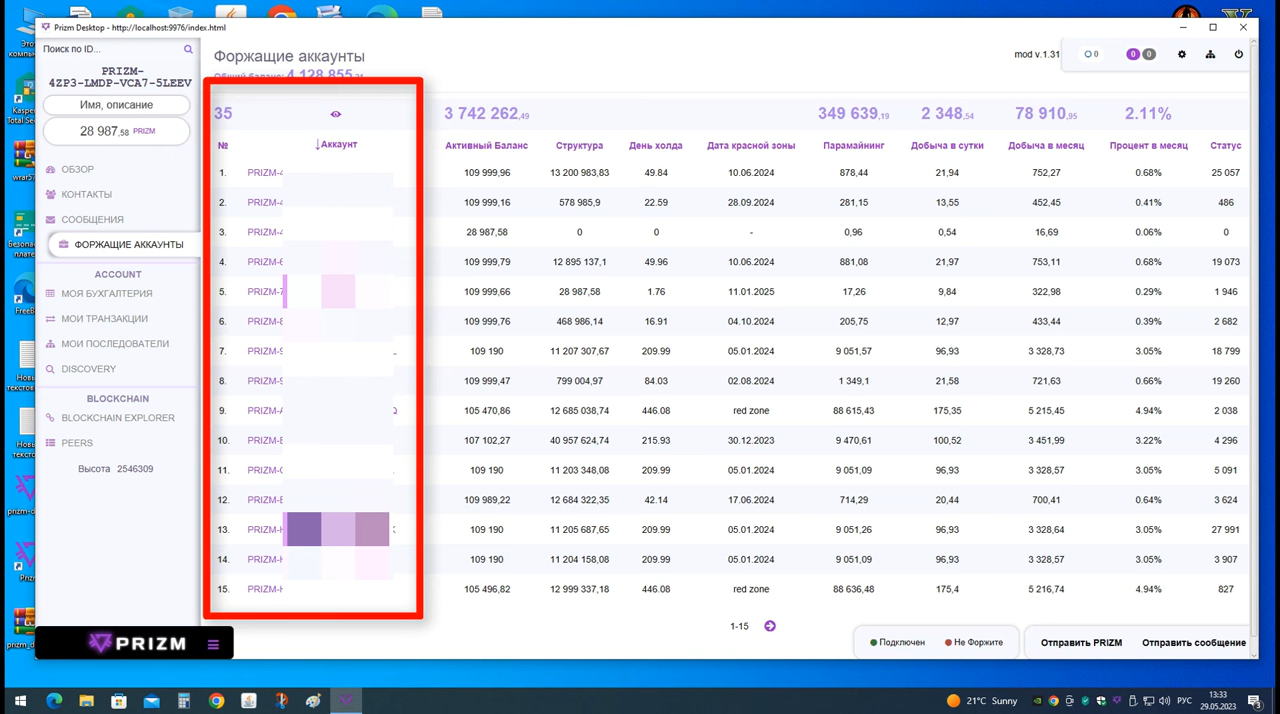 Prizm Desktop - http://localhost:9976/index.html
Поиск по ID...
PRIZM-
4ZP3-LMDP-VCA7-5LEEV
Имя, описание
28 987,58 PRIZM
ОБЗОР
КОНТАКТЫ
СООБЩЕНИЯ
ФОРЖАЩИЕ АККАУНТЫ
ACCOUNT
МОЯ БУХГАЛТЕРИЯ
МОИ ТРАНЗАКЦИИ
МОИ ПОСЛЕДОВАТЕЛИ
DISCOVERY
BLOCKCHAIN
BLOCKCHAIN EXPLORER
PEERS
Высота 2546309
PRIZM
Форжащие аккаунты
mod v.1.31
0
0 0
Общий баланс: 4 128 855
35 3 742 262,49 349 639,19 2 348,54 78 910,95 2.11%
№ ↓Аккаунт Активный Баланс Структура День холда Дата красной зоны Парамайнинг Добыча в сутки Добыча в месяц Процент в месяц Статус
1. PRIZM-4 109 999,96 13 200 983,83 49.84 10.06.2024 878,44 21,94 752,27 0.68% 25 057
2. PRIZM-4 109 999,16 578 985,9 22.59 28.09.2024 281,15 13,55 452,45 0.41% 486
3. PRIZM-4 28 987,58 0 0 - 0,96 0,54 16,69 0.06% 0
4. PRIZM-6 109 999,79 12 895 137,1 49.96 10.06.2024 881,08 21,97 753,11 0.68% 19 073
5. PRIZM-7 109 999,66 28 987,58 1.76 11.01.2025 17,26 9,84 322,98 0.29% 1 946
6. PRIZM-8 109 999,76 468 986,14 16.91 04.10.2024 205,75 12,97 433,44 0.39% 2 682
7. PRIZM-9 109 190 11 207 307,67 209.99 05.01.2024 9 051,57 96,93 3 328,73 3.05% 18 799
8. PRIZM-9 109 999,47 799 004,97 84.03 02.08.2024 1 349,1 21,58 721,63 0.66% 19 260
9. PRIZM-A Q 105 470,86 12 685 038,74 446.08 red zone 88 615,43 175,35 5 215,45 4.94% 2 038
10. PRIZM-E 107 102,27 40 957 624,74 215.93 30.12.2023 9 470,61 100,52 3 451,99 3.22% 4 296
11. PRIZM-C 109 190 11 203 348,08 209.99 05.01.2024 9 051,09 96,93 3 328,57 3.05% 5 091
12. PRIZM-E 109 989,22 12 684 322,35 42.14 17.06.2024 714,29 20,44 700,41 0.64% 3 624
13. PRIZM-H K 109 190 11 205 687,65 209.99 05.01.2024 9 051,26 96,93 3 328,64 3.05% 27 991
14. PRIZM-H 109 190 11 204 158,08 209.99 05.01.2024 9 051,09 96,93 3 328,57 3.05% 3 907
15. PRIZM-H 105 496,82 12 999 337,18 446.08 red zone 88 636,48 175,4 5 216,74 4.94% 827
1-15
Подключен Не Форжите Отправить PRIZM Отправить сообщение
21°C Sunny
РУС
13:33
29.05.2023
3